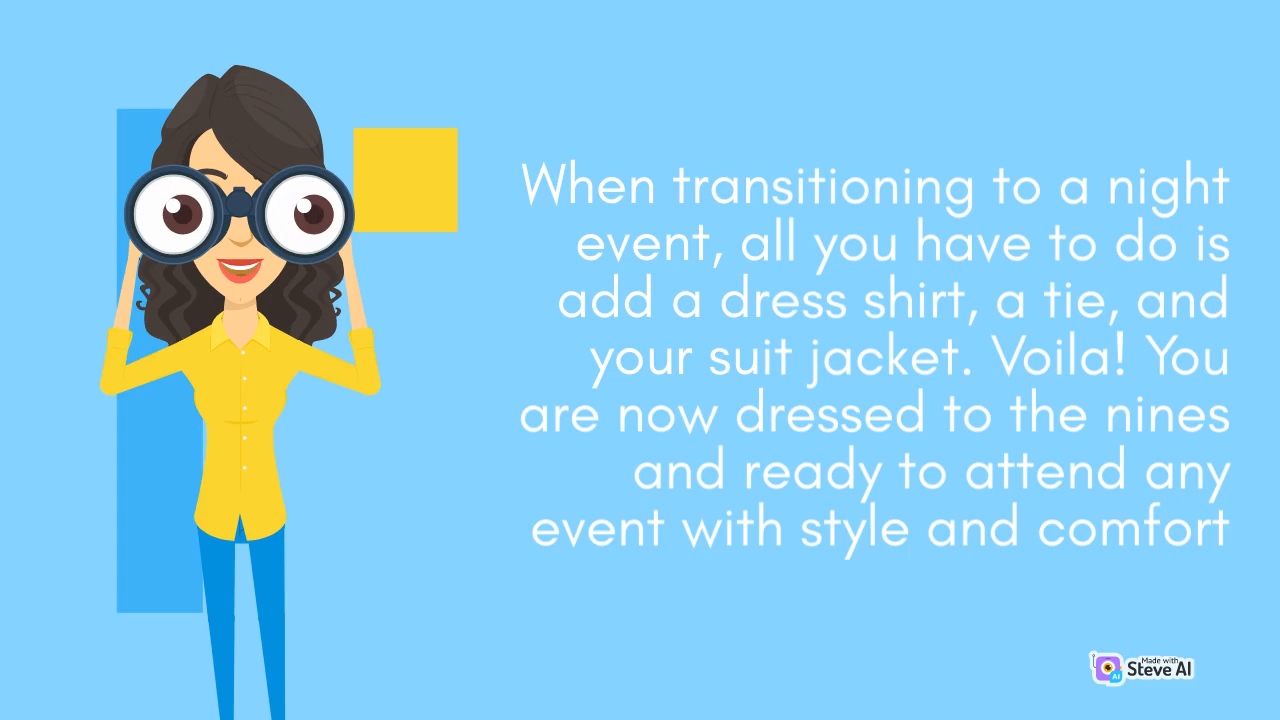 When transitioning to a night
event, all you have to do is
add a dress shirt, a tie, and
your suit jacket. Voila! You
are now dressed to the nines
and ready to attend any
event with style and comfort
Made with
Steve AI
AI